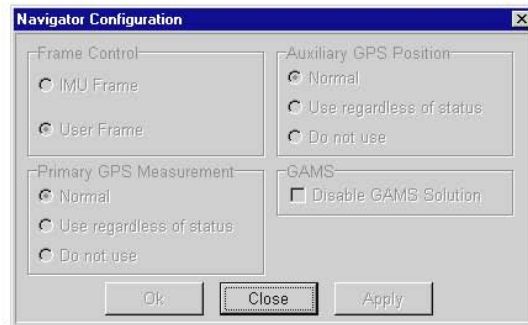 Navigator Configuration
Frame Control
IMU Frame
User Frame
Auxiliary GPS Position
Normal
Use regardless of status
Do not use
Primary GPS Measurement
Normal
Use regardless of status
Do not use
GAMS
Disable GAMS Solution
Ok
Close
Apply